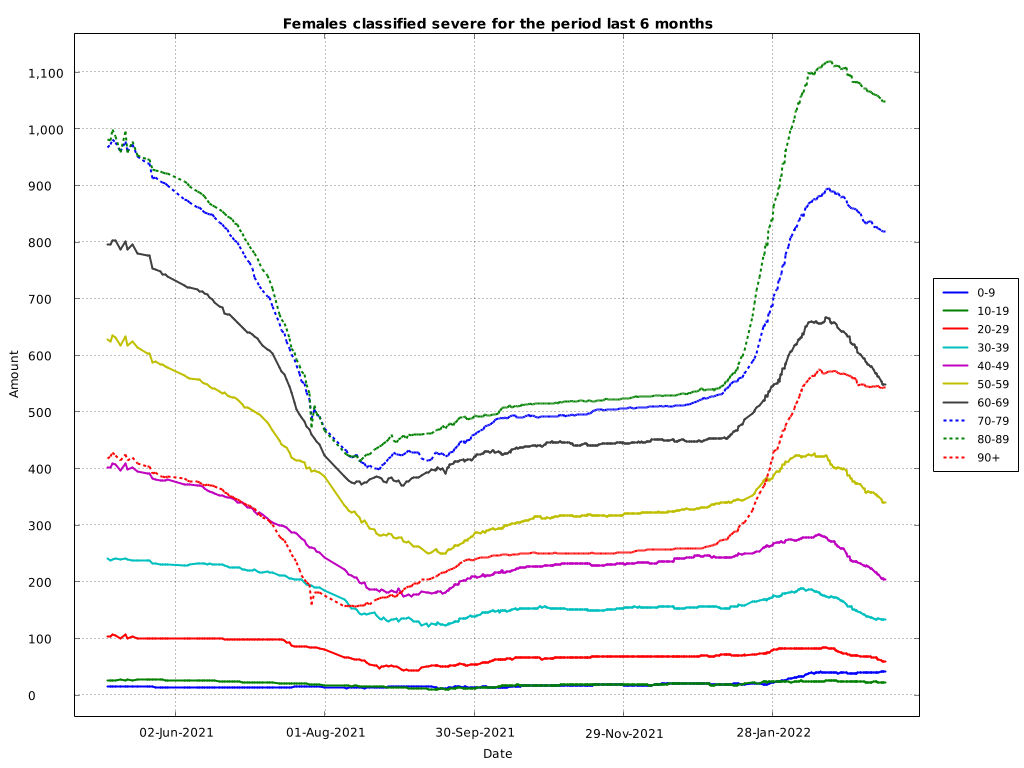 Females classified severe for the period last 6 months
1,100
1,000
900
800
700
600
500
400
300
200
100
0
Amount
02-Jun-2021
01-Aug-2021
30-Sep-2021
29-Nov-2021
28-Jan-2022
Date
0-9
10-19
20-29
30-39
40-49
50-59
60-69
70-79
80-89
90+